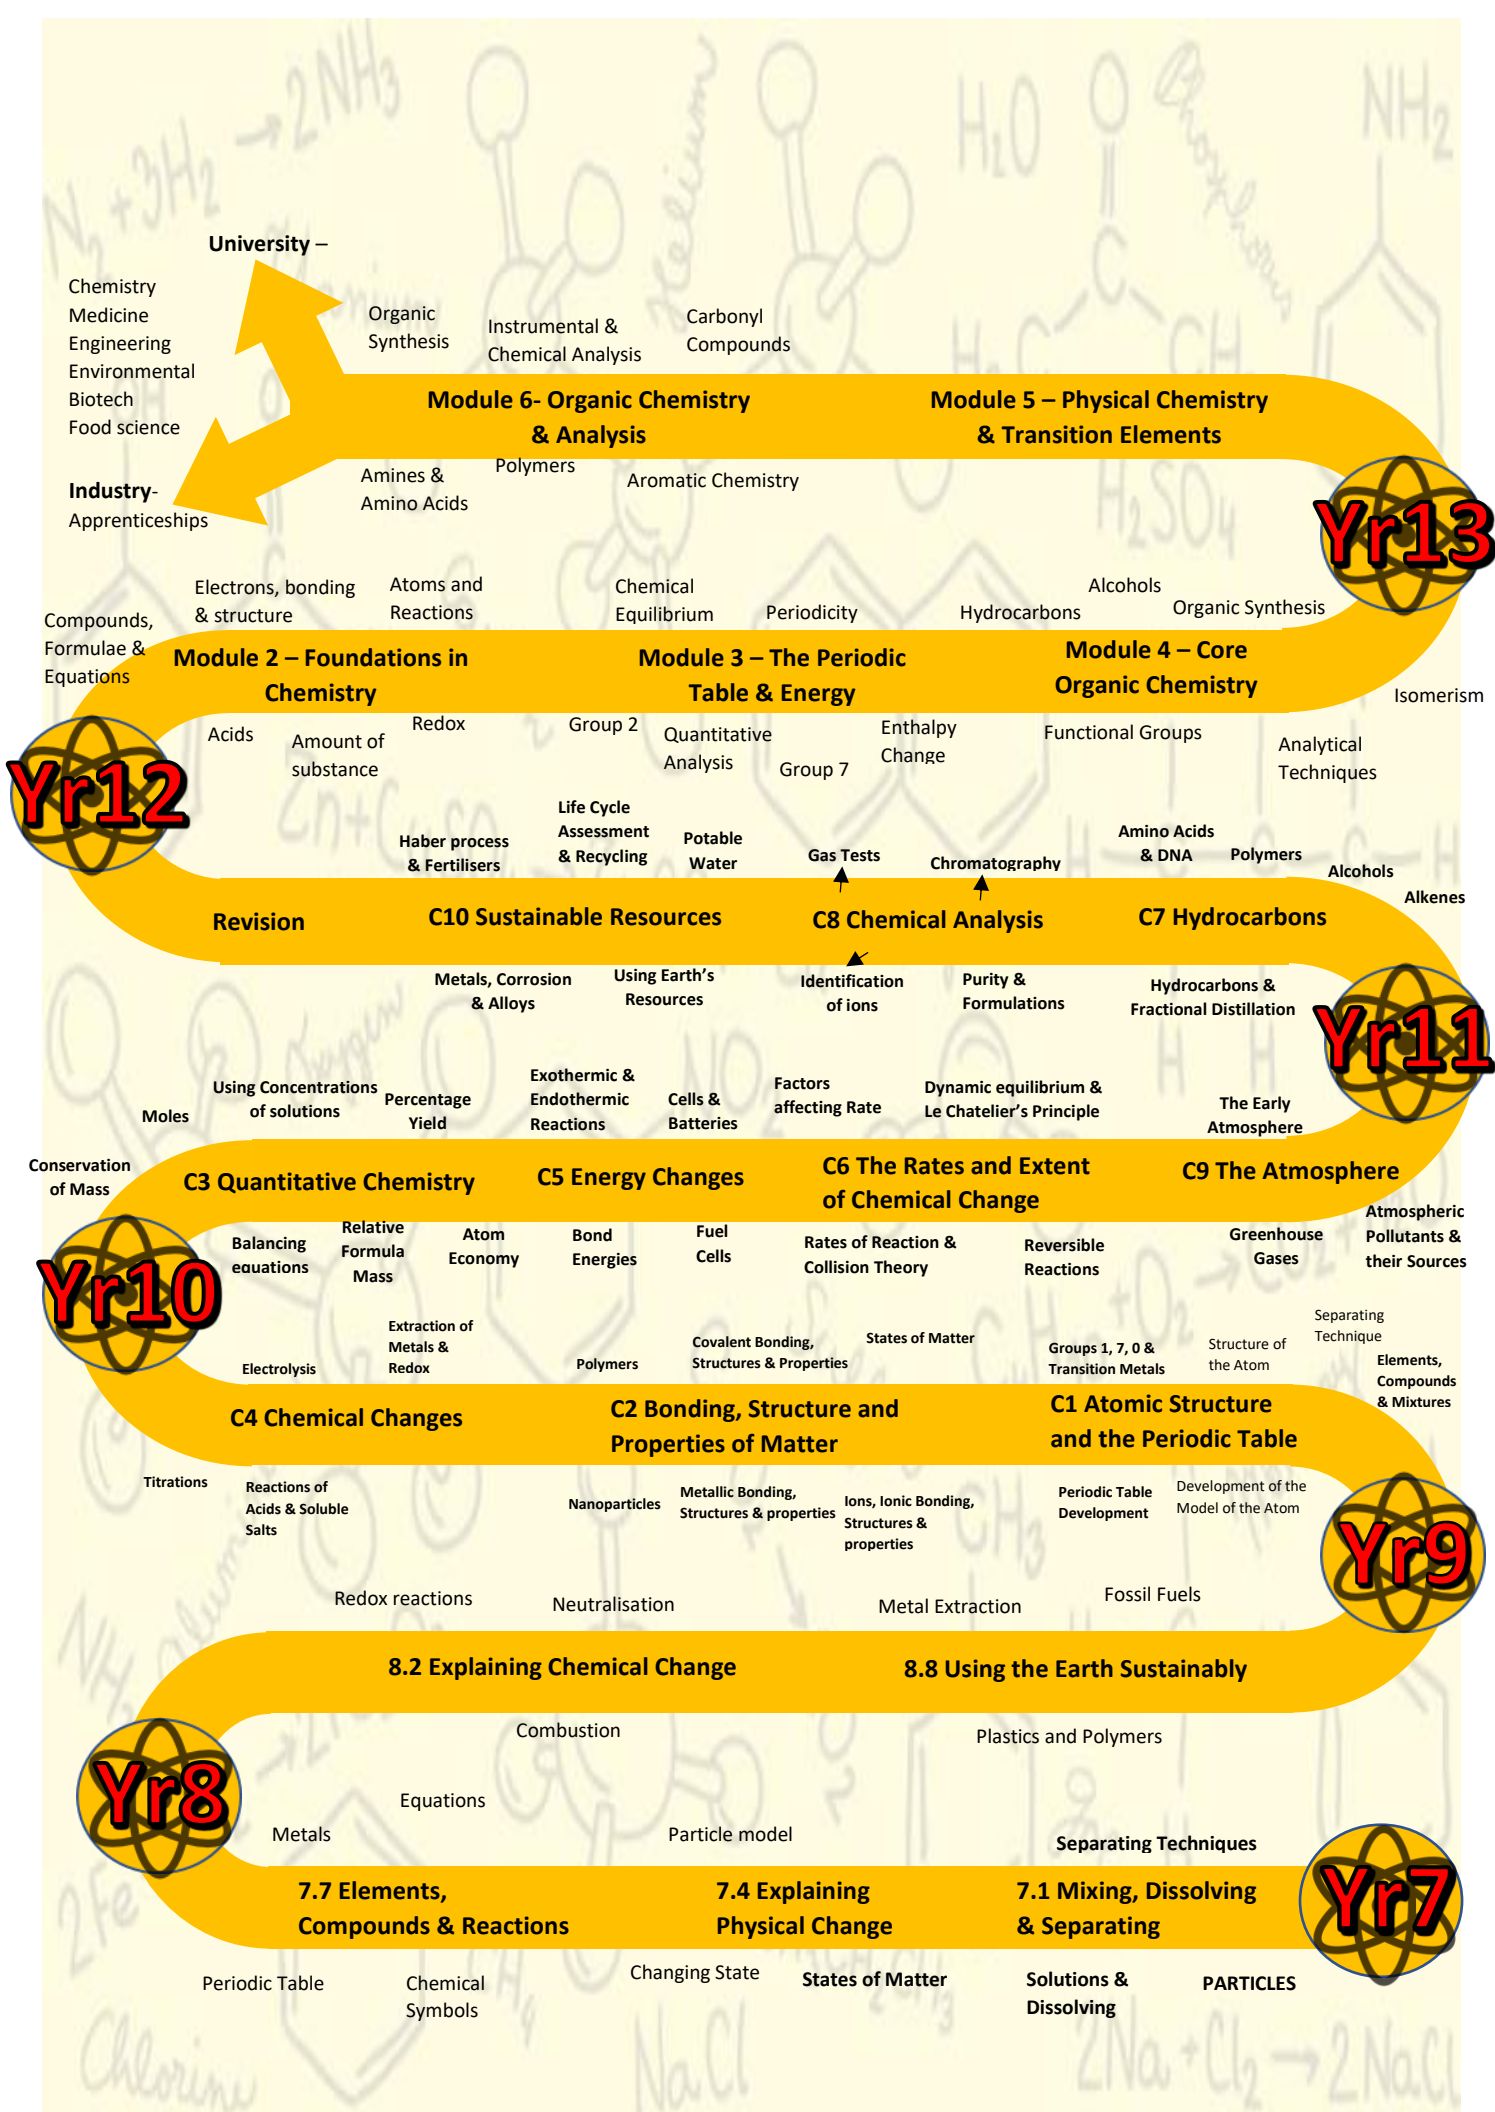 N₂ + 3H₂ → 2NH₃
Helium
H₂O
NH₂
University –
Chemistry
Medicine
Engineering
Environmental
Biotech
Food science
Industry-
Apprenticeships
Organic
Synthesis
Instrumental &
Chemical Analysis
Carbonyl
Compounds
Module 6- Organic Chemistry
& Analysis
Module 5 – Physical Chemistry
& Transition Elements
Amines &
Amino Acids
Polymers
Aromatic Chemistry
H₂SO₄
Yr13
Compounds,
Formulae &
Equations
Electrons, bonding
& structure
Atoms and
Reactions
Chemical
Equilibrium
Periodicity
Hydrocarbons
Alcohols
Organic Synthesis
Module 2 – Foundations in
Chemistry
Module 3 – The Periodic
Table & Energy
Module 4 – Core
Organic Chemistry
Isomerism
Acids
Amount of
substance
Redox
Group 2
Quantitative
Analysis
Group 7
Enthalpy
Change
Functional Groups
Analytical
Techniques
Yr12
Haber process
& Fertilisers
Life Cycle
Assessment
& Recycling
Potable
Water
Gas Tests
Chromatography
Amino Acids
& DNA
Polymers
Alcohols
Alkenes
Revision
C10 Sustainable Resources
C8 Chemical Analysis
C7 Hydrocarbons
Metals, Corrosion
& Alloys
Using Earth's
Resources
Identification
of ions
Purity &
Formulations
Hydrocarbons &
Fractional Distillation
Yr11
Oxygen
Conservation
of Mass
Moles
Using Concentrations
of solutions
Percentage
Yield
Exothermic &
Endothermic
Reactions
Cells &
Batteries
Factors
affecting Rate
Dynamic equilibrium &
Le Chatelier's Principle
The Early
Atmosphere
C3 Quantitative Chemistry
C5 Energy Changes
C6 The Rates and Extent
of Chemical Change
C9 The Atmosphere
Balancing
equations
Relative
Formula
Mass
Atom
Economy
Bond
Energies
Fuel
Cells
Rates of Reaction &
Collision Theory
Reversible
Reactions
Greenhouse
Gases
Atmospheric
Pollutants &
their Sources
Yr10
Electrolysis
Extraction of
Metals &
Redox
Polymers
Covalent Bonding,
Structures & Properties
States of Matter
Groups 1, 7, 0 &
Transition Metals
Structure of
the Atom
Separating
Technique
Elements,
Compounds
& Mixtures
C4 Chemical Changes
C2 Bonding, Structure and
Properties of Matter
C1 Atomic Structure
and the Periodic Table
Titrations
Reactions of
Acids & Soluble
Salts
Nanoparticles
Metallic Bonding,
Structures & properties
Ions, Ionic Bonding,
Structures &
properties
Periodic Table
Development
Development of the
Model of the Atom
CH₃
Yr9
Redox reactions
Neutralisation
Metal Extraction
Fossil Fuels
8.2 Explaining Chemical Change
8.8 Using the Earth Sustainably
Combustion
Plastics and Polymers
Yr8
Metals
Equations
Particle model
Separating Techniques
7.7 Elements,
Compounds & Reactions
7.4 Explaining
Physical Change
7.1 Mixing, Dissolving
& Separating
Yr7
2Fe
Periodic Table
Chemical
Symbols
Changing State
States of Matter
Solutions &
Dissolving
PARTICLES
Chlorine
NaCl
2Na + Cl₂ → 2NaCl